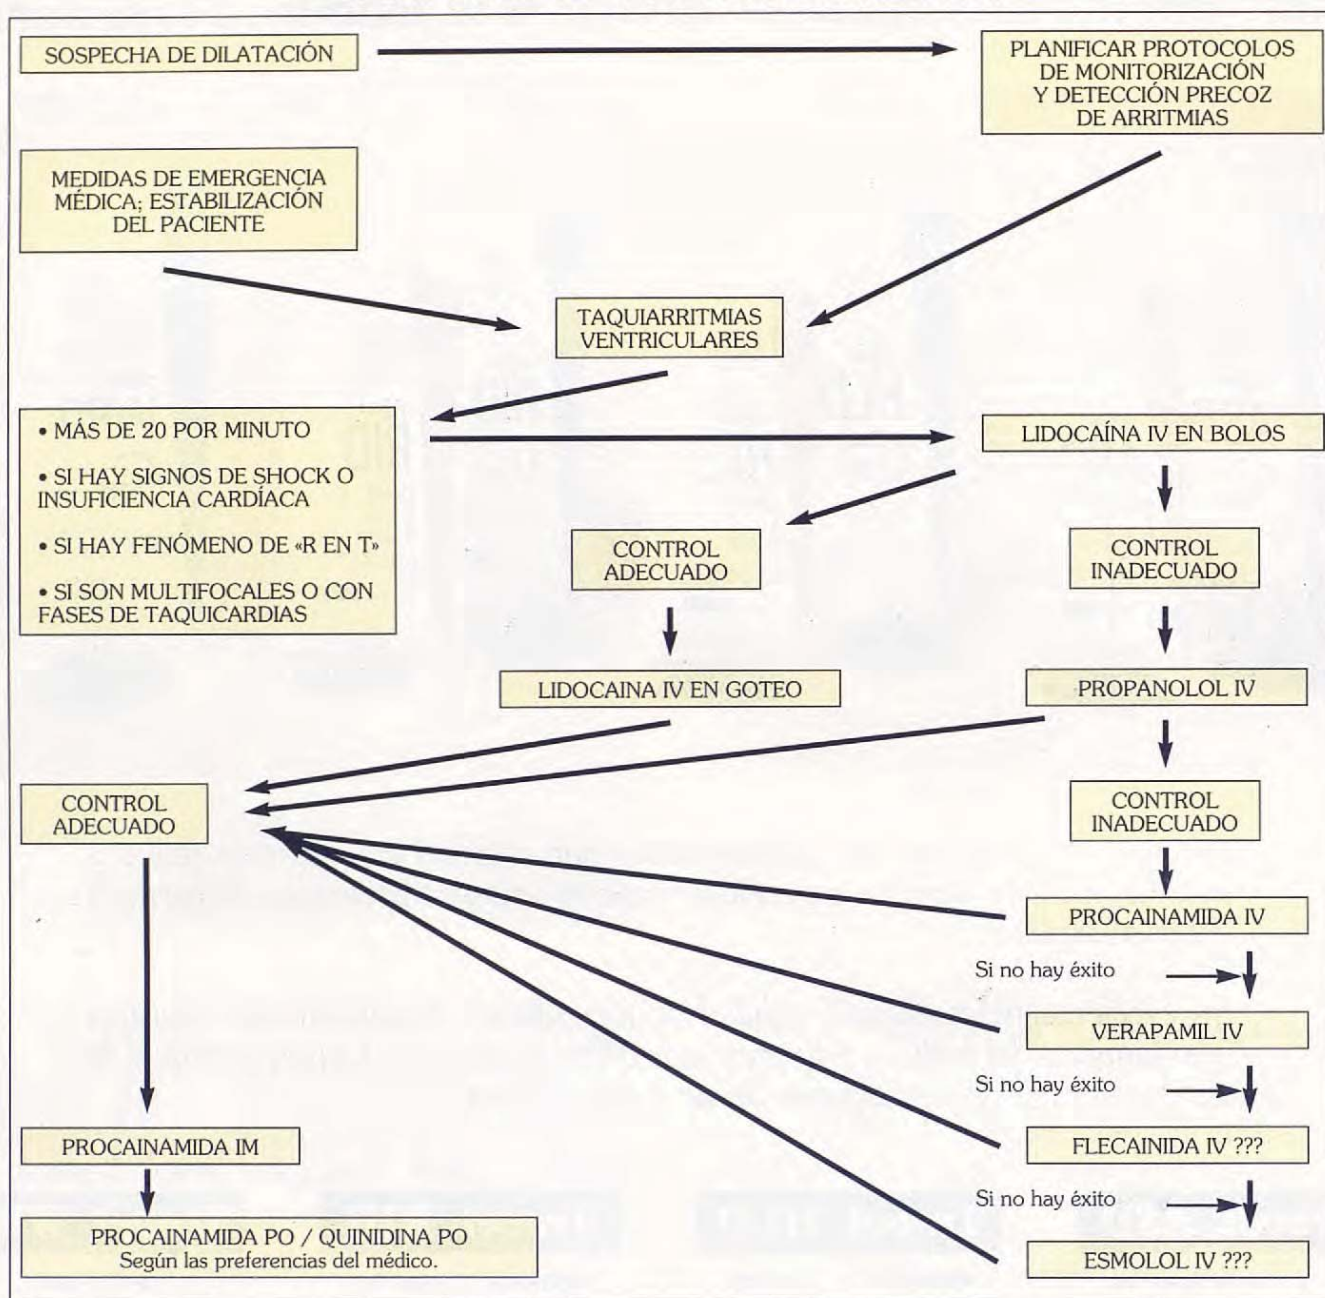 SOSPECHA DE DILATACIÓN
PLANIFICAR PROTOCOLOS
DE MONITORIZACIÓN
Y DETECCIÓN PRECOZ
DE ARRITMIAS
MEDIDAS DE EMERGENCIA
MÉDICA; ESTABILIZACIÓN
DEL PACIENTE
TAQUIARRITMIAS
VENTRICULARES
• MÁS DE 20 POR MINUTO
• SI HAY SIGNOS DE SHOCK O
INSUFICIENCIA CARDÍACA
• SI HAY FENÓMENO DE «R EN T»
• SI SON MULTIFOCALES O CON
FASES DE TAQUICARDIAS
LIDOCAÍNA IV EN BOLOS
CONTROL
ADECUADO
CONTROL
INADECUADO
LIDOCAINA IV EN GOTEO
PROPANOLOL IV
CONTROL
ADECUADO
CONTROL
INADECUADO
PROCAINAMIDA IV
Si no hay éxito
VERAPAMIL IV
Si no hay éxito
FLECAINIDA IV ???
Si no hay éxito
ESMOLOL IV ???
PROCAINAMIDA IM
PROCAINAMIDA PO / QUINIDINA PO
Según las preferencias del médico.